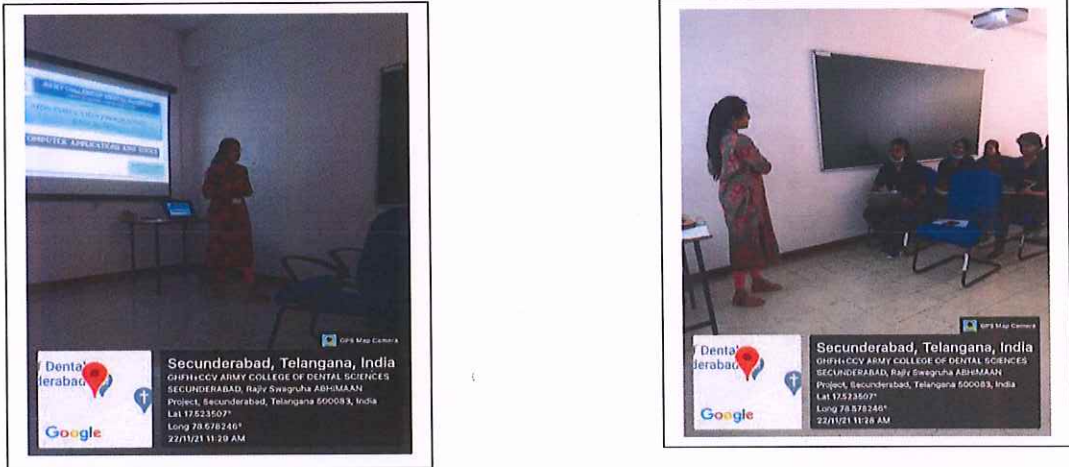 ARMY COLLEGE OF DENTAL SCIENCES
COMPUTER APPLICATIONS AND TOOLS
GPS Map Camera
Dental
derabad
Google
Secunderabad, Telangana, India
GHFH+CCV ARMY COLLEGE OF DENTAL SCIENCES
SECUNDERABAD, Rajiv Swagruha ABHIMAAN
Project, Secunderabad, Telangana 500083, India
Lat 17.523507°
Long 78.578246°
22/11/21 11:29 AM
GPS Map Camera
Dental
derabad
Google
Secunderabad, Telangana, India
GHFH+CCV ARMY COLLEGE OF DENTAL SCIENCES
SECUNDERABAD, Rajiv Swagruha ABHIMAAN
Project, Secunderabad, Telangana 500083, India
Lat 17.523507°
Long 78.578246°
22/11/21 11:28 AM